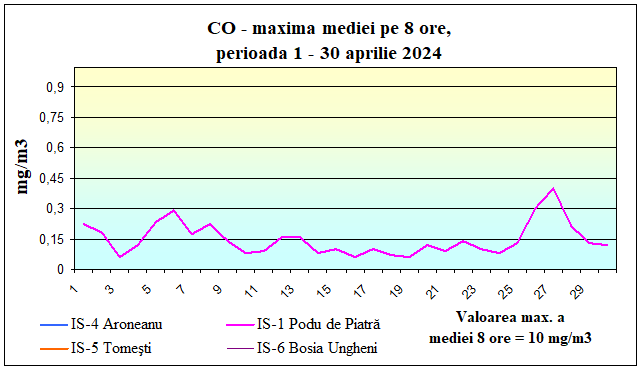 CO - maxima mediei pe 8 ore,
perioada 1 - 30 aprilie 2024
mg/m3
0,9
0,75
0,6
0,45
0,3
0,15
0
1 3 5 7 9 11 13 15 17 19 21 23 25 27 29
IS-4 Aroneanu
IS-1 Podu de Piatră
IS-5 Tomeşti
IS-6 Bosia Ungheni
Valoarea max. a
mediei 8 ore = 10 mg/m3